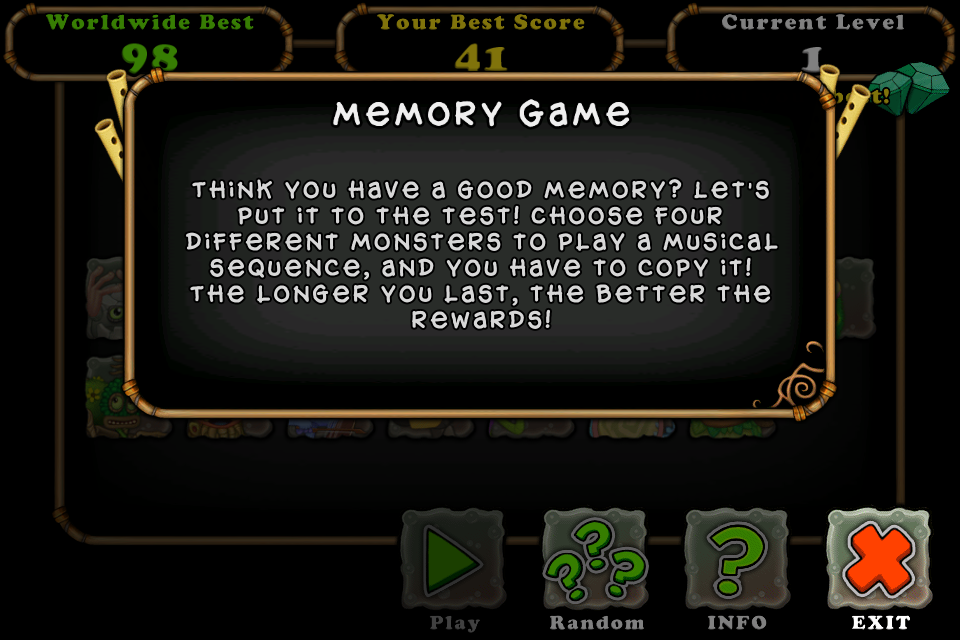 Worldwide Best
Your Best Score
Current Level
98
41
1
MEMORY GAME
THINK YOU HAVE A GOOD MEMORY? LET'S
PUT IT TO THE TEST! CHOOSE FOUR
DIFFERENT MONSTERS TO PLAY A MUSICAL
SEQUENCE, AND YOU HAVE TO COPY IT!
THE LONGER YOU LAST, THE BETTER THE
REWARDS!
Play
Random
INFO
EXIT